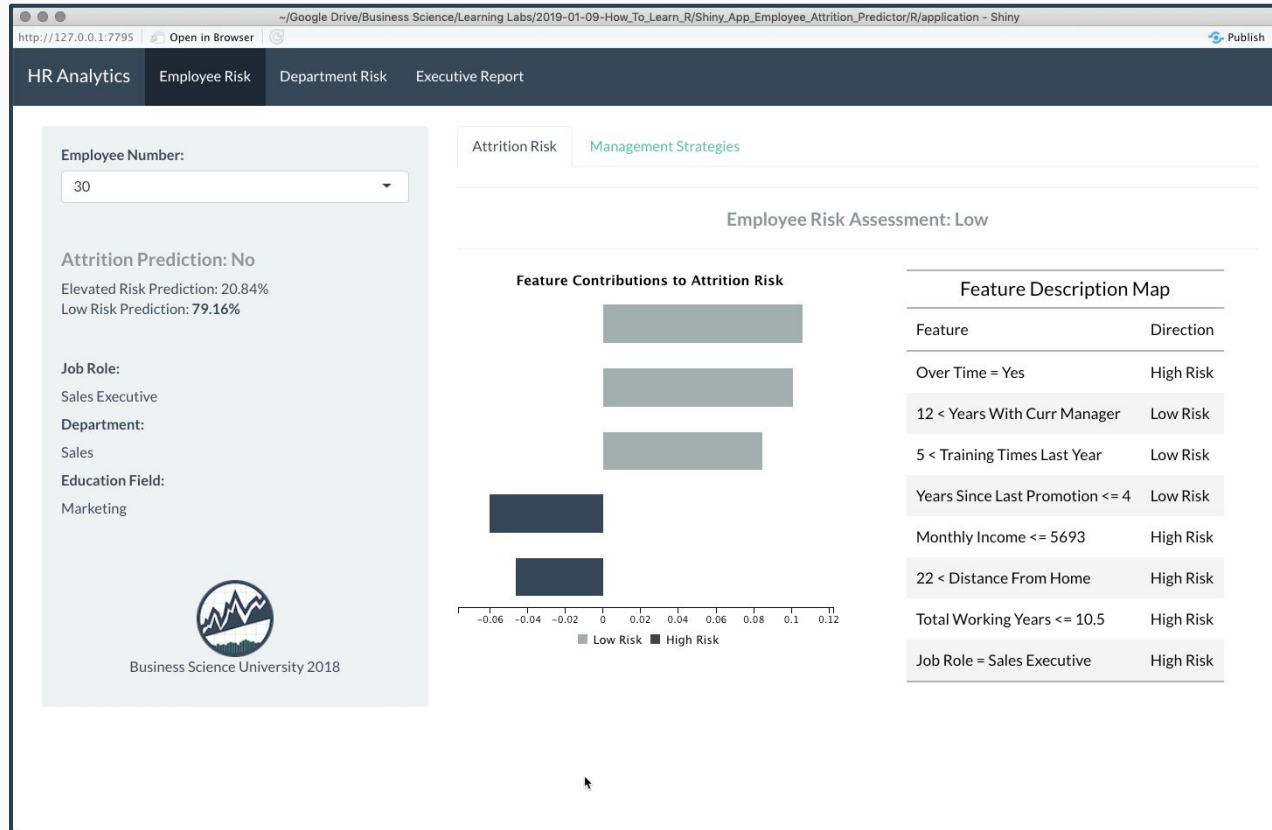 ~/Google Drive/Business Science/Learning Labs/2019-01-09-How_To_Learn_R/Shiny_App_Employee_Attrition_Predictor/R/application - Shiny
http://127.0.0.1:7795 Open in Browser Publish
HR Analytics Employee Risk Department Risk Executive Report
Employee Number:
30
Attrition Prediction: No
Elevated Risk Prediction: 20.84%
Low Risk Prediction: 79.16%
Job Role:
Sales Executive
Department:
Sales
Education Field:
Marketing
Business Science University 2018
Attrition Risk Management Strategies
Employee Risk Assessment: Low
Feature Contributions to Attrition Risk
-0.06 -0.04 -0.02 0 0.02 0.04 0.06 0.08 0.1 0.12
Low Risk High Risk
Feature Description Map
Feature Direction
Over Time = Yes High Risk
12 < Years With Curr Manager Low Risk
5 < Training Times Last Year Low Risk
Years Since Last Promotion <= 4 Low Risk
Monthly Income <= 5693 High Risk
22 < Distance From Home High Risk
Total Working Years <= 10.5 High Risk
Job Role = Sales Executive High Risk